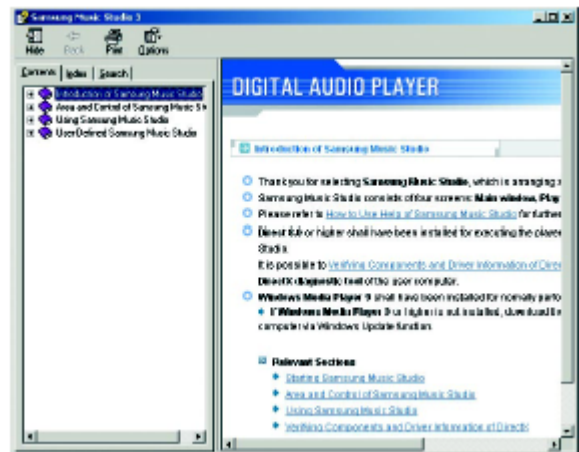 Samsung Music Studio 3
Hide Back Print Options
Contents Index Search
Introduction of Samsung Music Studio
Area and Control of Samsung Music S
Using Samsung Music Studio
User Defined Samsung Music Studio
DIGITAL AUDIO PLAYER
Introduction of Samsung Music Studio
Thank you for selecting Samsung Music Studio, which is arranging
Samsung Music Studio consists of four screens: Main window, Play
Please refer to How to Use Help of Samsung Music Studio for further
Direct 8.0 or higher shall have been installed for executing the player
Studio.
It is possible to Verifying Components and Driver Information of Direc
DirectX diagnostic tool of the user computer.
Windows Media Player 9 shall have been installed for normally perfo
If Windows Media Player 9 or higher is not installed, download the
computer via Windows Update function.
Relevant Sections
Starting Samsung Music Studio
Area and Control of Samsung Music Studio
Using Samsung Music Studio
Verifying Components and Driver Information of DirectX